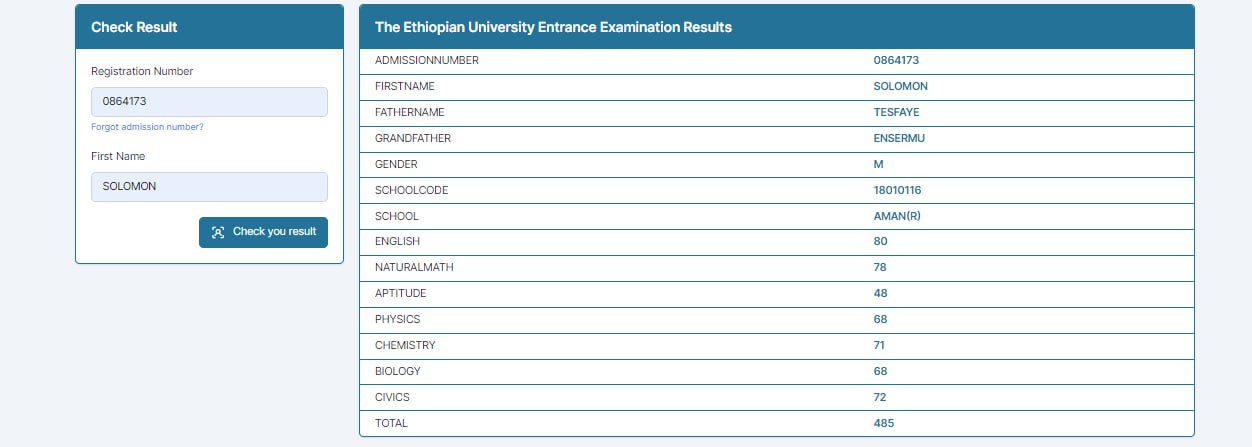 Check Result
Registration Number
0864173
Forgot admission number?
First Name
SOLOMON
Check you result
The Ethiopian University Entrance Examination Results
ADMISSIONNUMBER 0864173
FIRSTNAME SOLOMON
FATHERNAME TESFAYE
GRANDFATHER ENSERMU
GENDER M
SCHOOLCODE 18010116
SCHOOL AMAN(R)
ENGLISH 80
NATURALMATH 78
APTITUDE 48
PHYSICS 68
CHEMISTRY 71
BIOLOGY 68
CIVICS 72
TOTAL 485